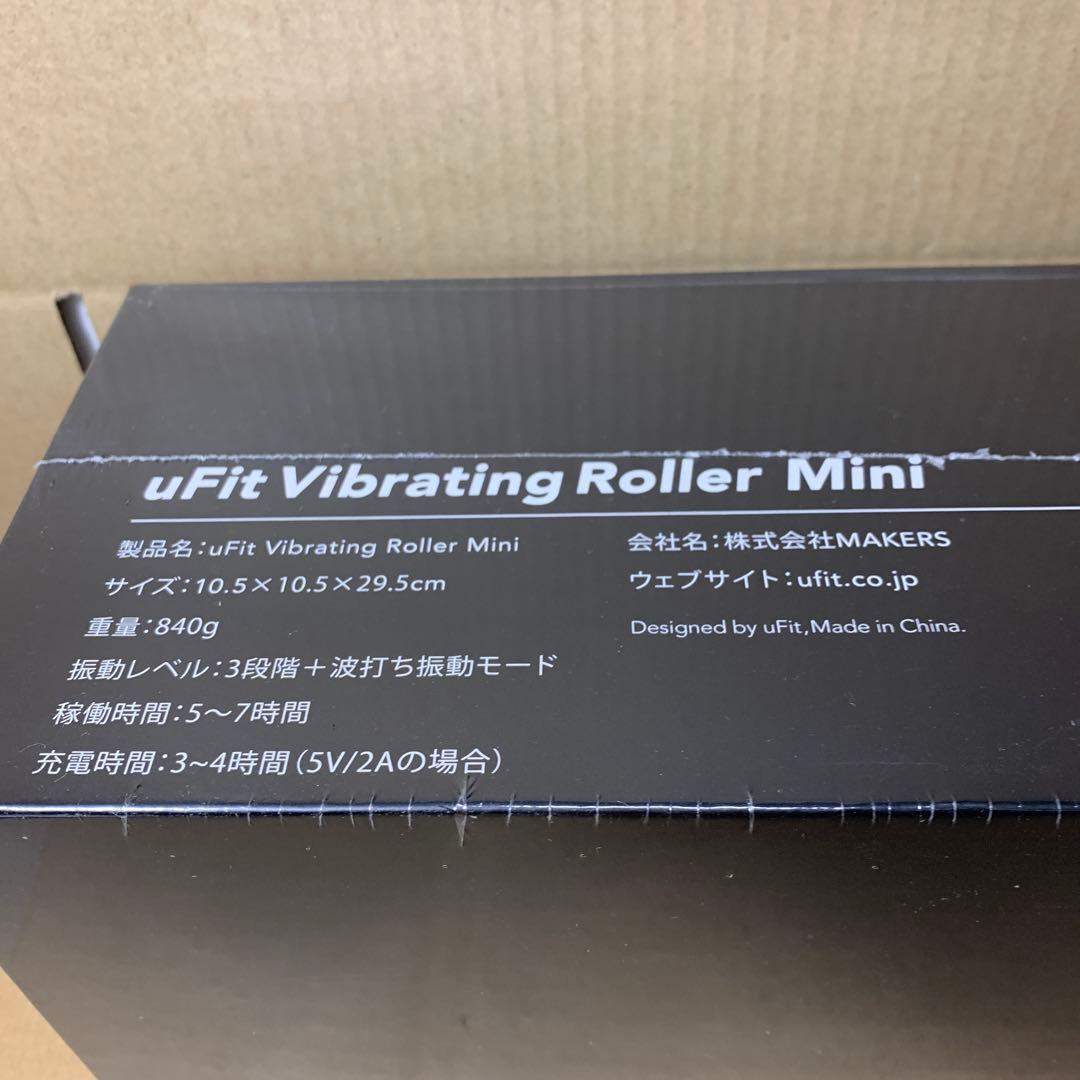 uFit Vibrating Roller Mini
製品名:uFit Vibrating Roller Mini
サイズ:10.5×10.5×29.5cm
重量:840g
振動レベル:3段階+波打ち振動モード
稼働時間:5〜7時間
充電時間:3~4時間(5V/2Aの場合)
会社名:株式会社MAKERS
ウェブサイト:ufit.co.jp
Designed by uFit,Made in China.